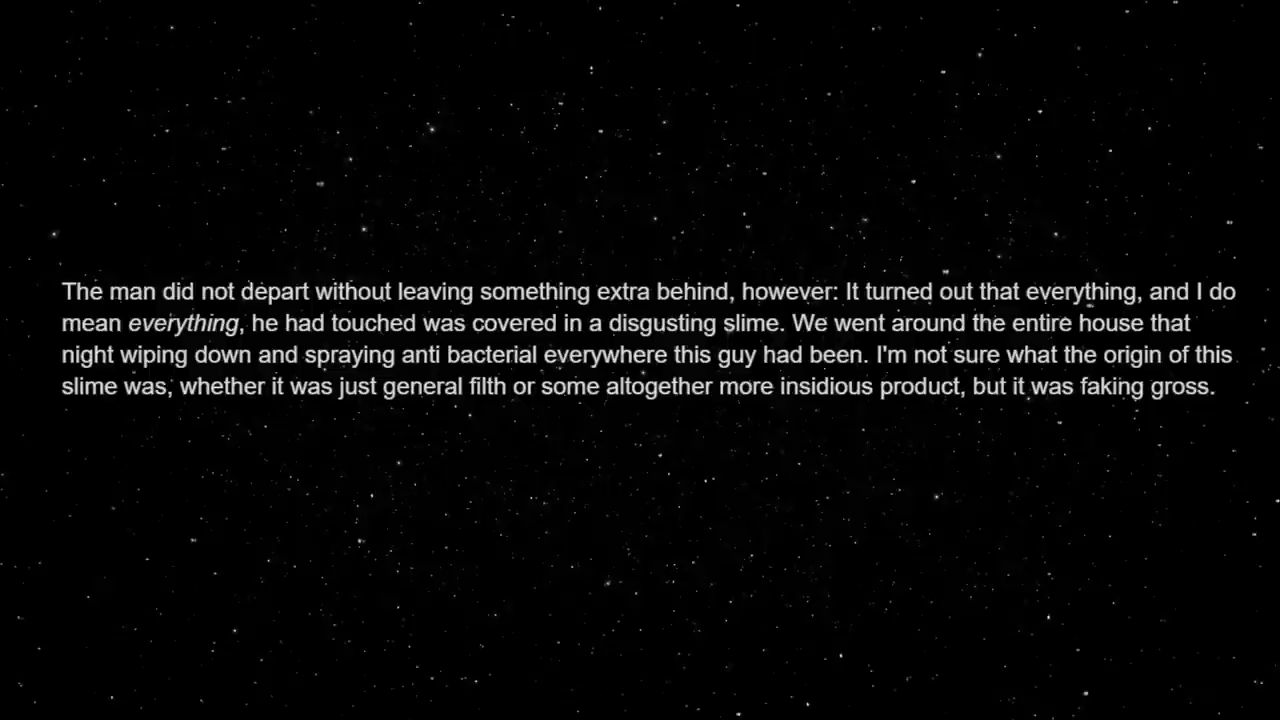 The man did not depart without leaving something extra behind, however: It turned out that everything, and I do
mean everything, he had touched was covered in a disgusting slime. We went around the entire house that
night wiping down and spraying anti bacterial everywhere this guy had been. I'm not sure what the origin of this
slime was, whether it was just general filth or some altogether more insidious product, but it was faking gross.